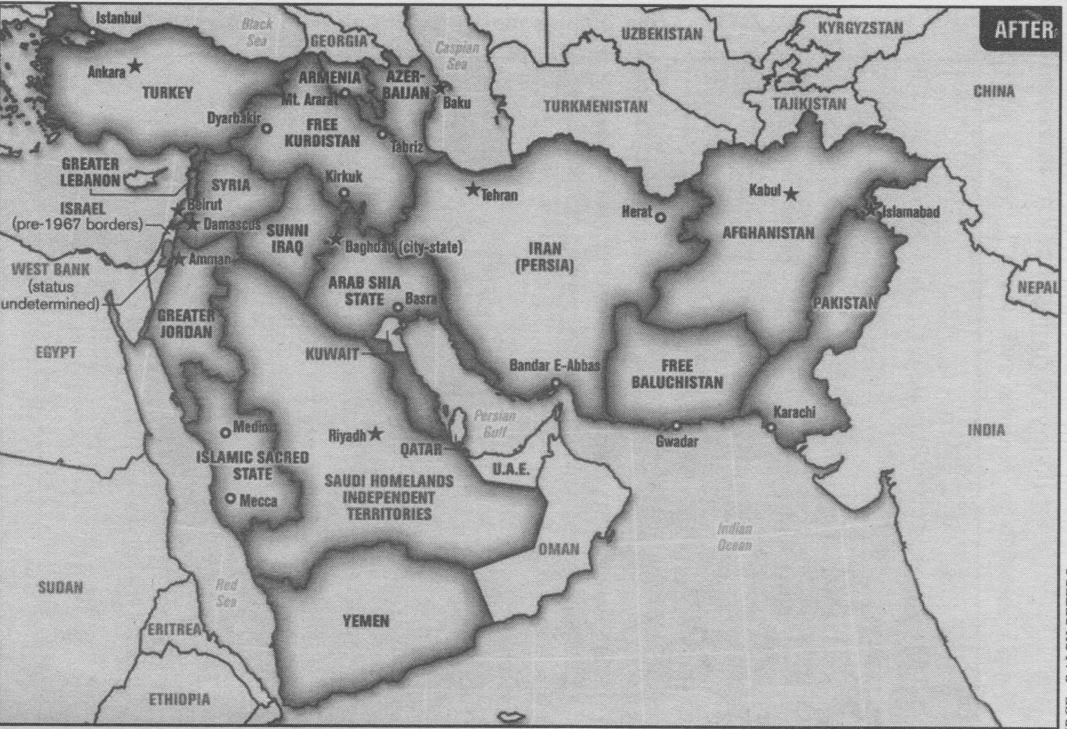 AFTER
Istanbul
Black
Sea
GEORGIA
Caspian
Sea
UZBEKISTAN
KYRGYZSTAN
Ankara
TURKEY
ARMENIA
Mt. Ararat
AZER-
BAIJAN
Baku
TURKMENISTAN
TAJIKISTAN
CHINA
Dyarbakir
FREE
KURDISTAN
Tabriz
GREATER
LEBANON
SYRIA
Kirkuk
Tehran
Herat
Kabul
Islamabad
ISRAEL
(pre-1967 borders)
Beirut
Damascus
SUNNI
IRAQ
Baghdad (city-state)
IRAN
(PERSIA)
AFGHANISTAN
WEST BANK
(status
undetermined)
Amman
ARAB SHIA
STATE
Basra
PAKISTAN
NEPAL
GREATER
JORDAN
EGYPT
KUWAIT
Bandar E-Abbas
FREE
BALUCHISTAN
Karachi
Persian
Gulf
Gwadar
INDIA
Medina
Riyadh
QATAR
ISLAMIC SACRED
STATE
U.A.E.
Mecca
SAUDI HOMELANDS
INDEPENDENT
TERRITORIES
OMAN
Indian
Ocean
SUDAN
Red
Sea
YEMEN
ERITREA
ETHIOPIA